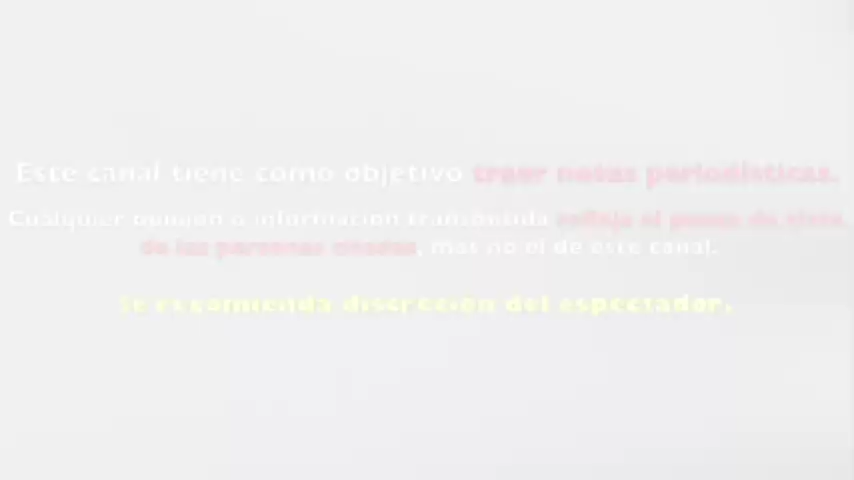 Este canal tiene como objetivo traer notas periodísticas.
Cualquier opinión o información transmitida refleja el punto de vista
de las personas citadas, mas no el de este canal.
Se recomienda discreción del espectador.